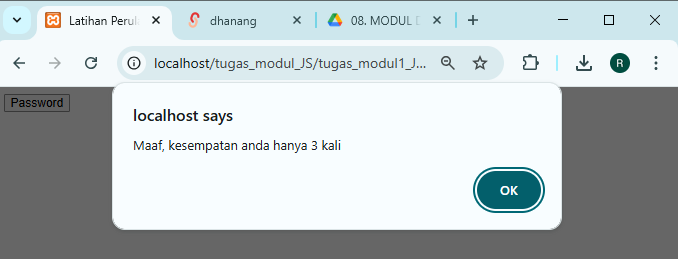 Latihan Perul
dhanang
08. MODUL D
localhost/tugas_modul_JS/tugas_modul1_J...
R
Password
localhost says
Maaf, kesempatan anda hanya 3 kali
OK